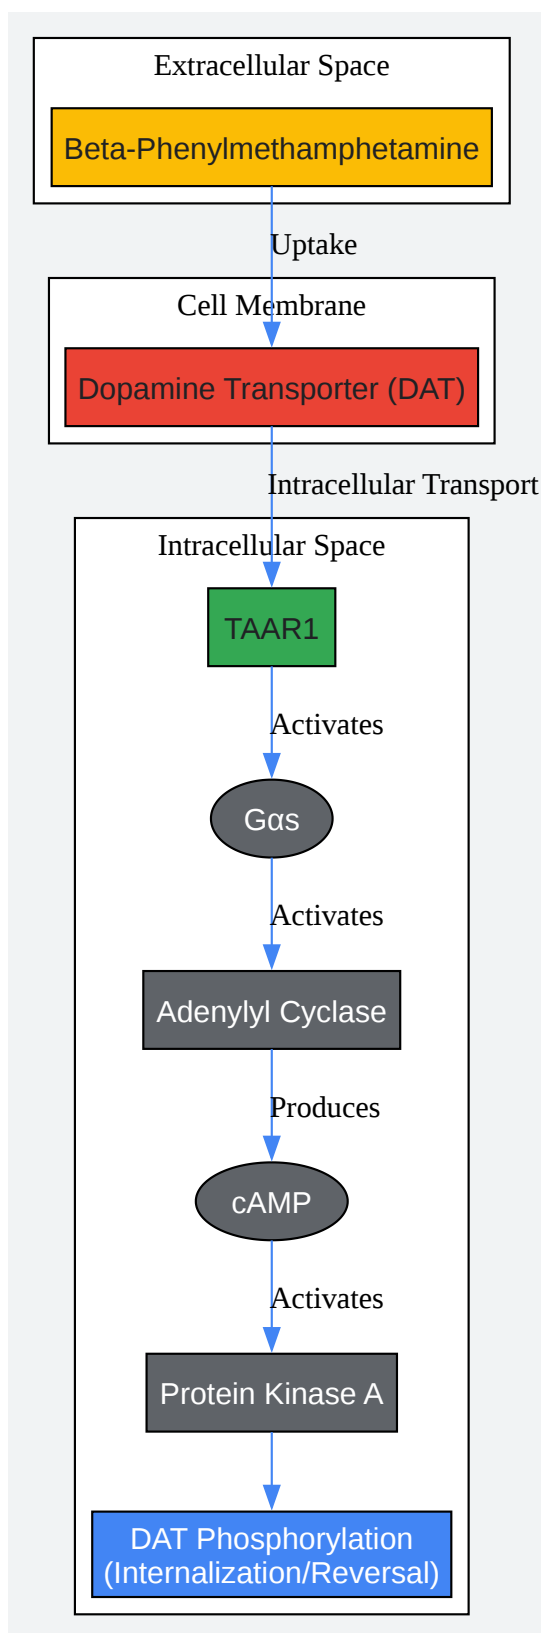 Extracellular Space
Beta-Phenylmethamphetamine
Uptake
Cell Membrane
Dopamine Transporter (DAT)
Intracellular Transport
Intracellular Space
TAAR1
Activates
Gαs
Activates
Adenylyl Cyclase
Produces
cAMP
Activates
Protein Kinase A
DAT Phosphorylation
(Internalization/Reversal)